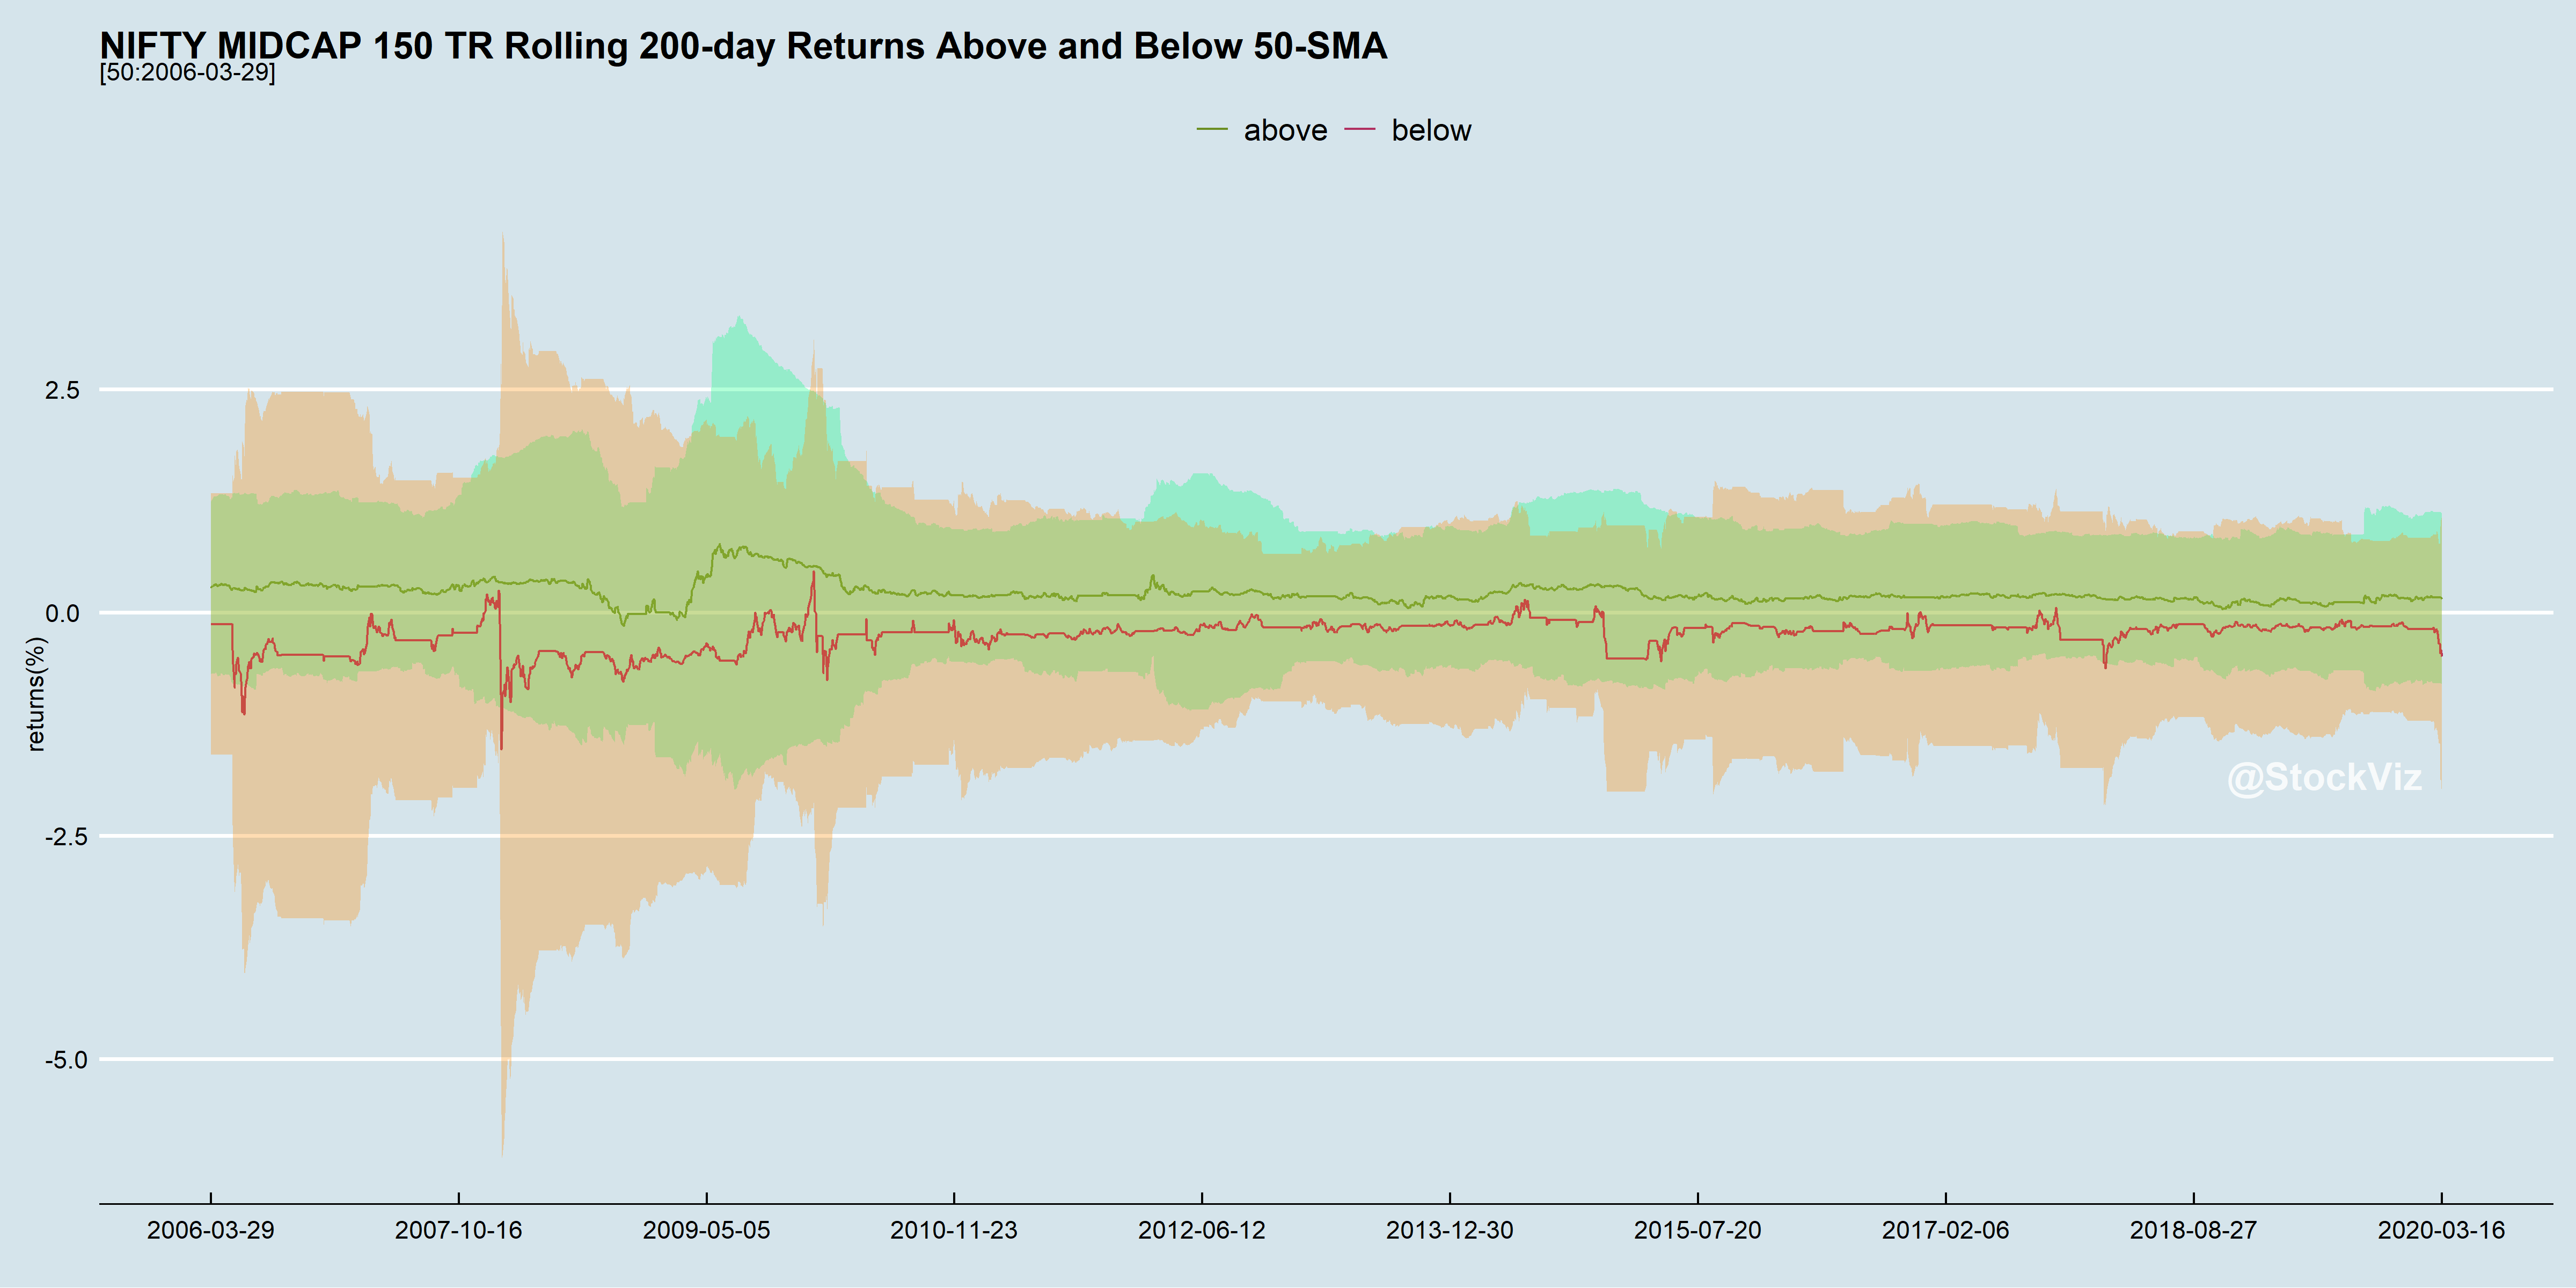 NIFTY MIDCAP 150 TR Rolling 200-day Returns Above and Below 50-SMA
[50:2006-03-29]
above below
2.5
0.0
-2.5
-5.0
returns(%)
@StockViz
2006-03-29 2007-10-16 2009-05-05 2010-11-23 2012-06-12 2013-12-30 2015-07-20 2017-02-06 2018-08-27 2020-03-16